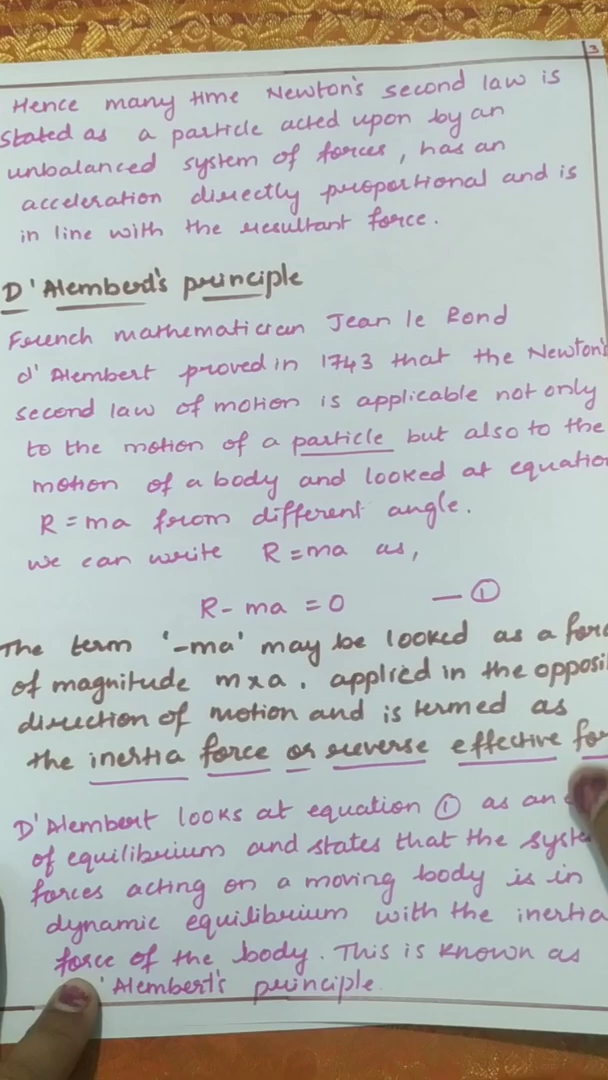 3
Hence many time Newton's second law is
stated as a particle acted upon by an
unbalanced system of forces, has an
acceleration directly proportional and is
in line with the resultant force.
D'Alemberd's principle
French mathematician Jean le Rond
d'Alembert proved in 1743 that the Newton's
second law of motion is applicable not only
to the motion of a particle but also to the
motion of a body and looked at equation
R = ma from different angle.
we can write R = ma as,
R - ma = 0 — ①
The term '-ma' may be looked as a force
of magnitude m x a, applied in the
direction of motion and is termed as
the inertia force or reverse effective
D'Alembert looks at equation ① as an
of equilibrium and states that the
forces acting on a moving body is in
dynamic equilibrium with the inertia
force of the body. This is known as
'Alembert's principle.